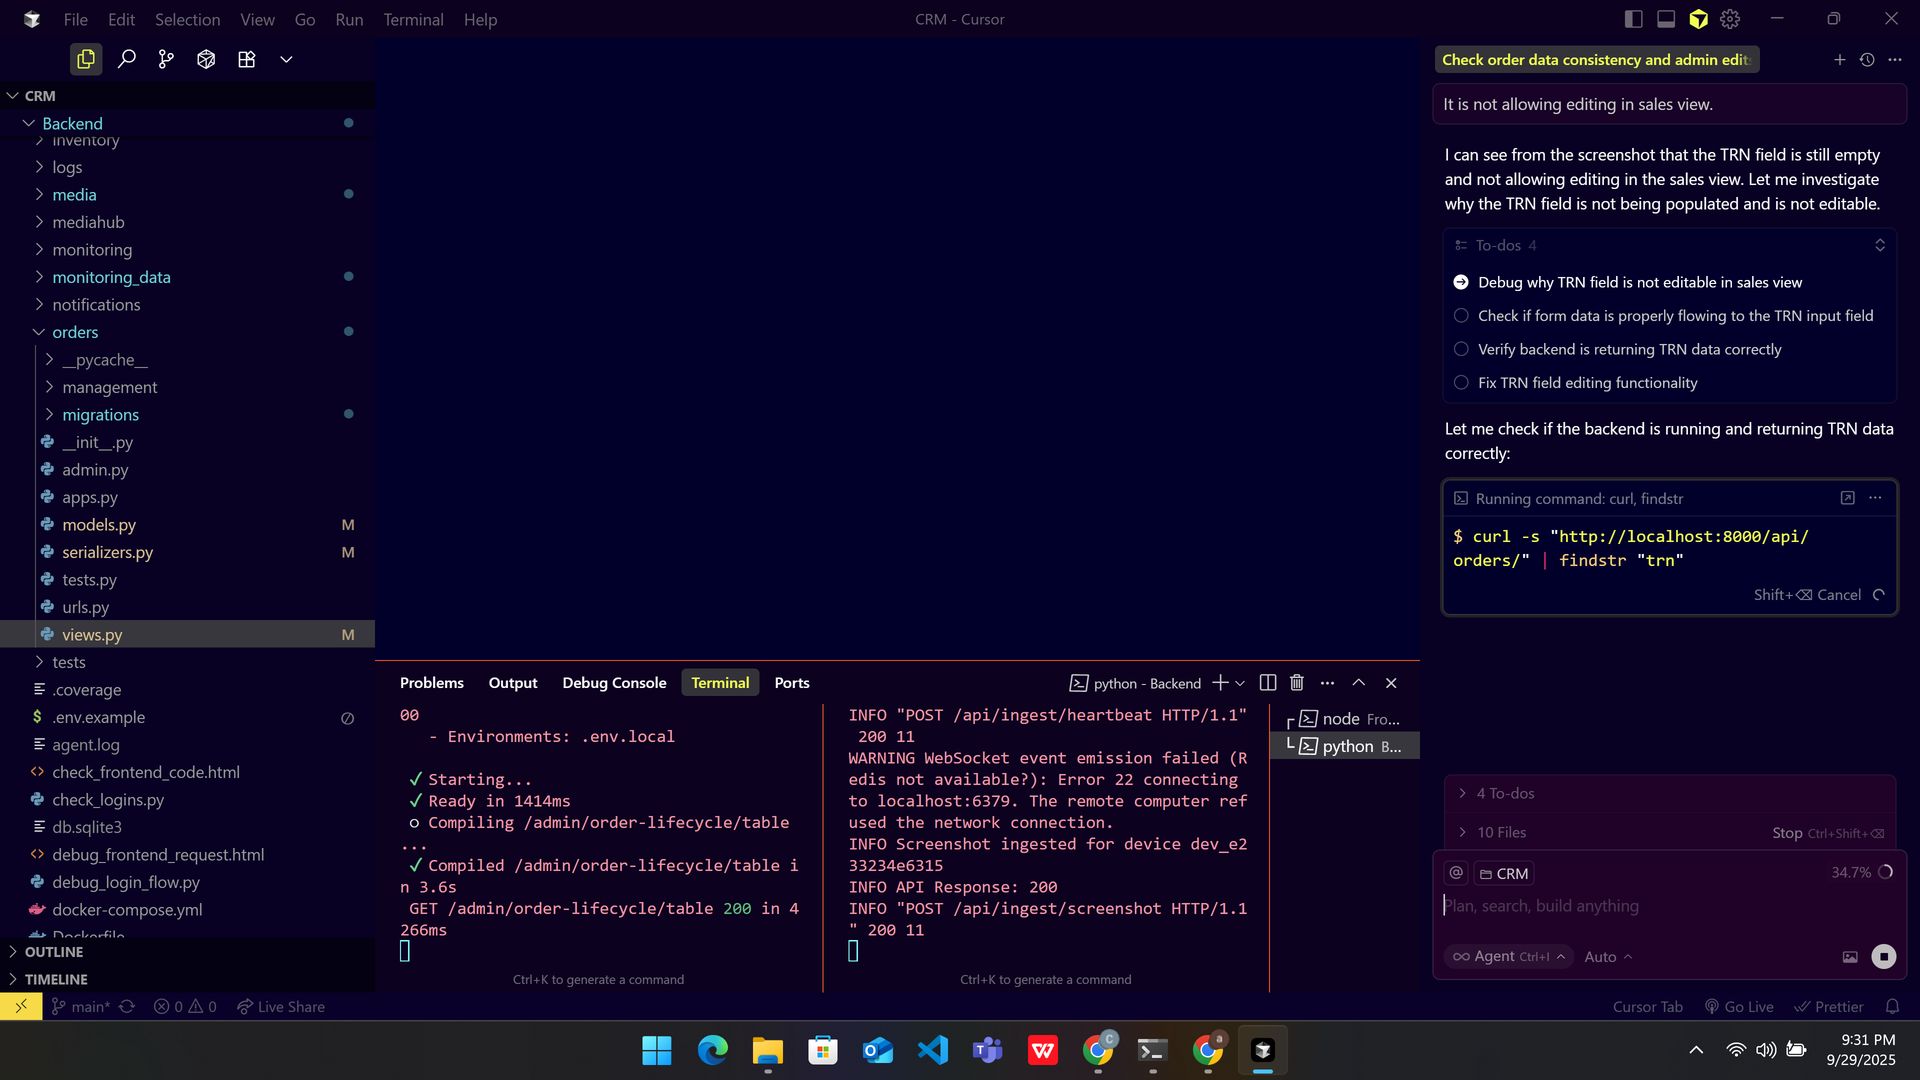 File Edit Selection View Go Run Terminal Help
CRM - Cursor
CRM
Backend
inventory
logs
media
mediahub
monitoring
monitoring_data
notifications
orders
__pycache__
management
migrations
__init__.py
admin.py
apps.py
models.py M
serializers.py M
tests.py
urls.py
views.py M
tests
.coverage
.env.example
agent.log
check_frontend_code.html
check_logins.py
db.sqlite3
debug_frontend_request.html
debug_login_flow.py
docker-compose.yml
Dockerfile
OUTLINE
TIMELINE
Problems Output Debug Console Terminal Ports
python - Backend
00
- Environments: .env.local
✓ Starting...
✓ Ready in 1414ms
○ Compiling /admin/order-lifecycle/table
...
✓ Compiled /admin/order-lifecycle/table i
n 3.6s
GET /admin/order-lifecycle/table 200 in 4
266ms
Ctrl+K to generate a command
INFO "POST /api/ingest/heartbeat HTTP/1.1"
200 11
WARNING WebSocket event emission failed (R
edis not available?): Error 22 connecting
to localhost:6379. The remote computer ref
used the network connection.
INFO Screenshot ingested for device dev_e2
33234e6315
INFO API Response: 200
INFO "POST /api/ingest/screenshot HTTP/1.1
" 200 11
Ctrl+K to generate a command
node Fro...
python B...
Check order data consistency and admin edit
It is not allowing editing in sales view.
I can see from the screenshot that the TRN field is still empty
and not allowing editing in the sales view. Let me investigate
why the TRN field is not being populated and is not editable.
To-dos 4
Debug why TRN field is not editable in sales view
Check if form data is properly flowing to the TRN input field
Verify backend is returning TRN data correctly
Fix TRN field editing functionality
Let me check if the backend is running and returning TRN data
correctly:
Running command: curl, findstr
$ curl -s "http://localhost:8000/api/
orders/" | findstr "trn"
Shift+⌫ Cancel
4 To-dos
10 Files Stop Ctrl+Shift+⌫
@ CRM 34.7%
Plan, search, build anything
Agent Ctrl+I Auto
main* 0 0 Live Share
Cursor Tab Go Live Prettier
C
a
9:31 PM
9/29/2025